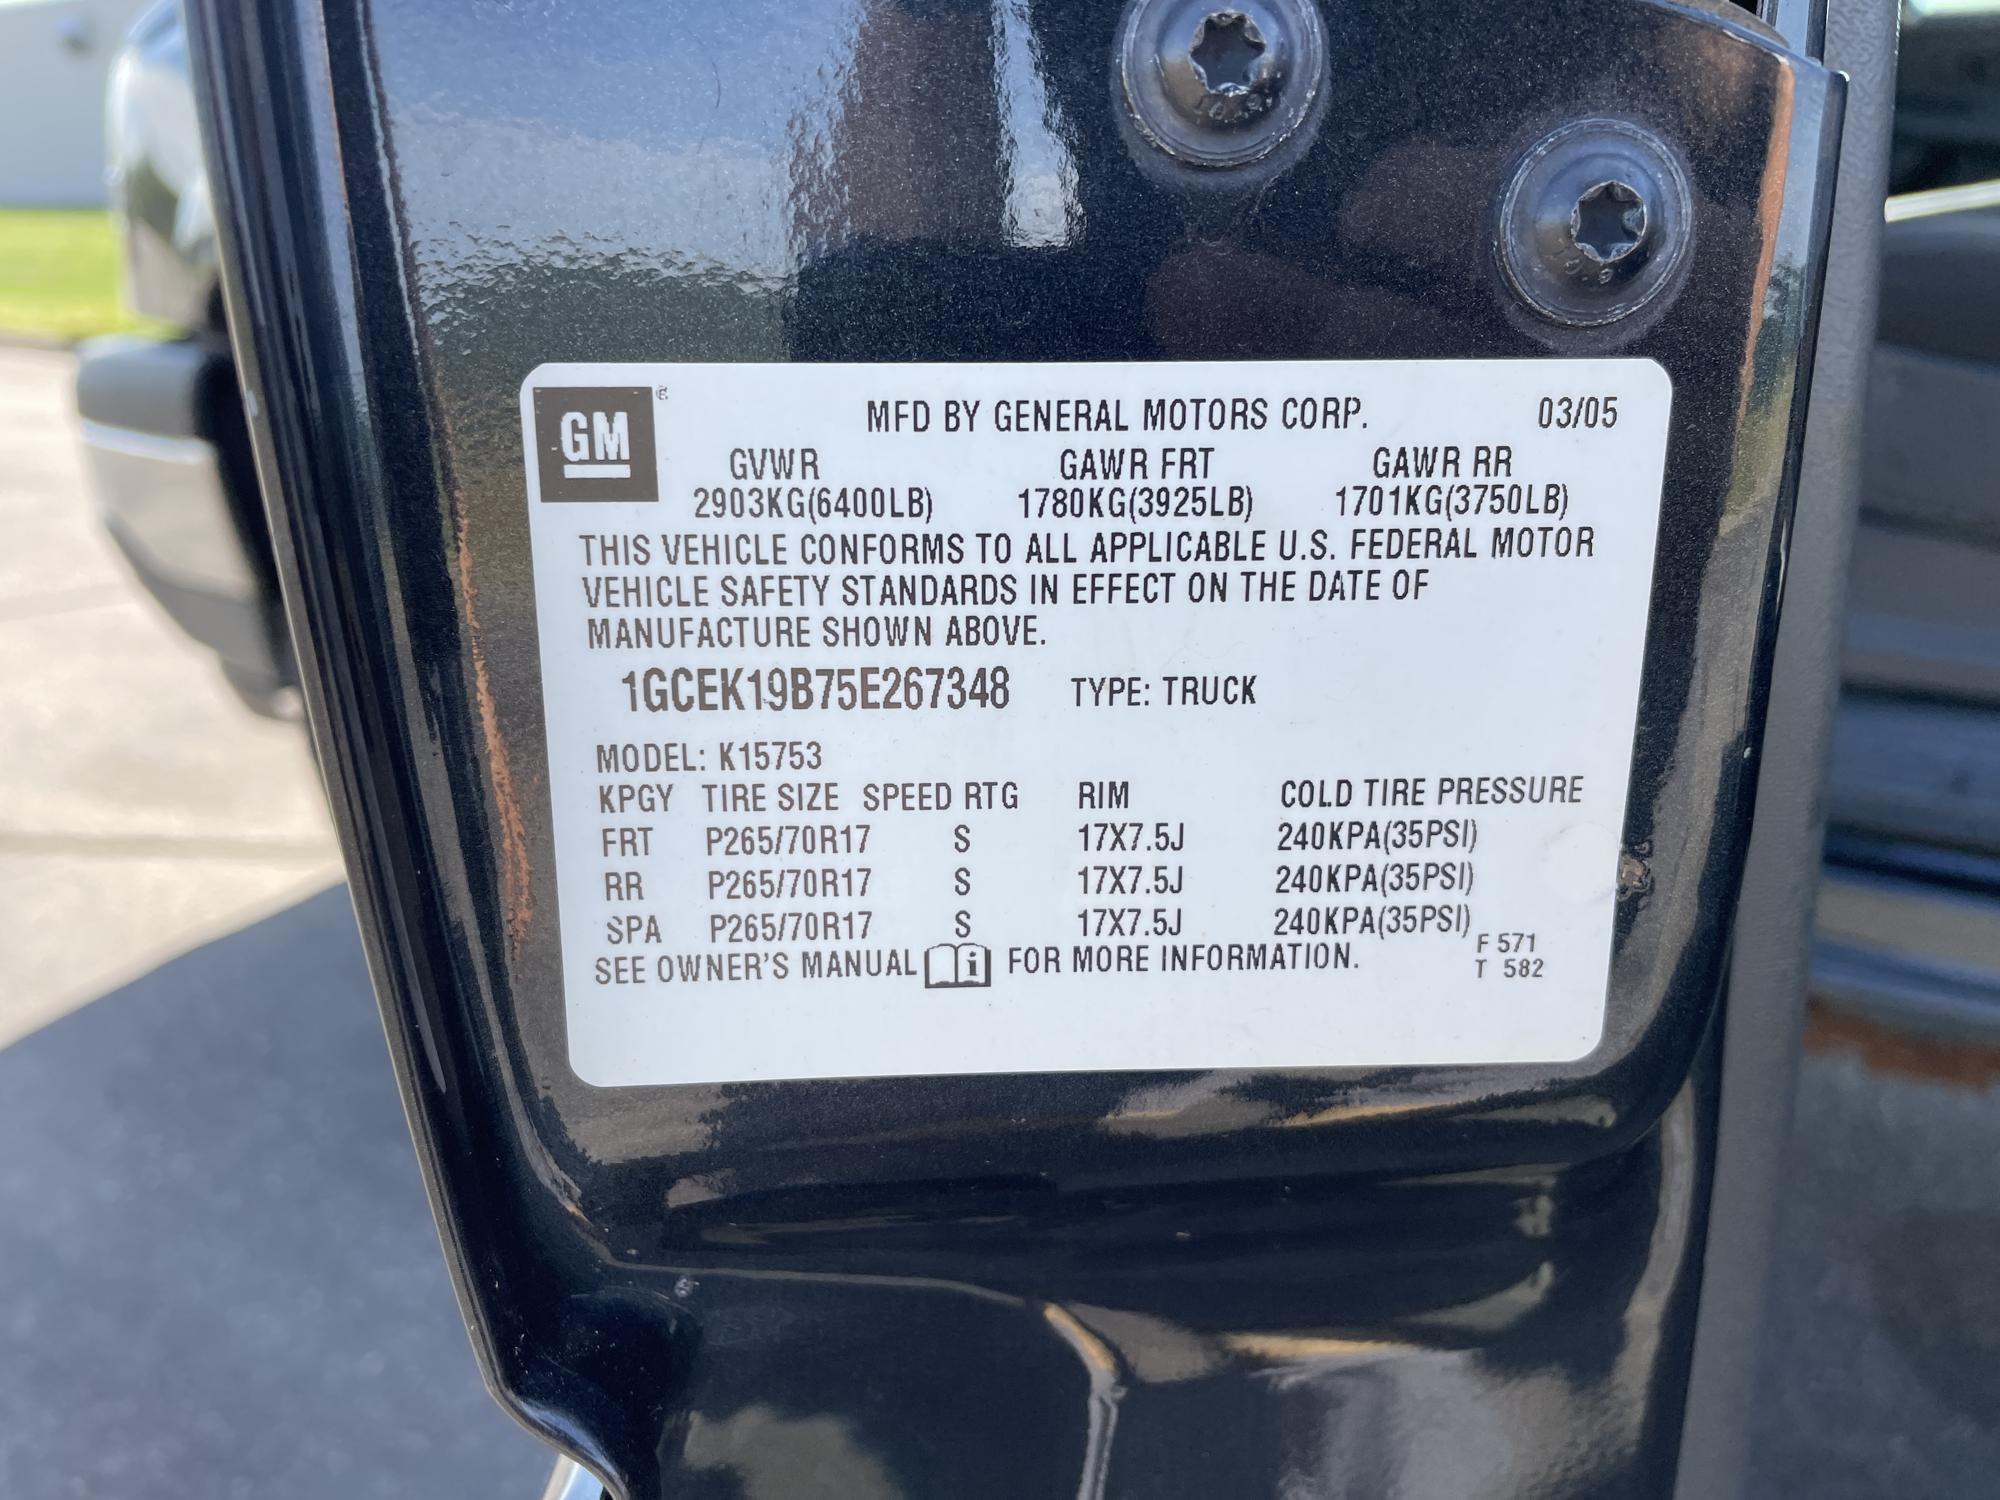 GM
MFD BY GENERAL MOTORS CORP. 03/05
GVWR GAWR FRT GAWR RR
2903KG(6400LB) 1780KG(3925LB) 1701KG(3750LB)
THIS VEHICLE CONFORMS TO ALL APPLICABLE U.S. FEDERAL MOTOR
VEHICLE SAFETY STANDARDS IN EFFECT ON THE DATE OF
MANUFACTURE SHOWN ABOVE.
1GCEK19B75E267348 TYPE: TRUCK
MODEL: K15753
KPGY TIRE SIZE SPEED RTG RIM COLD TIRE PRESSURE
FRT P265/70R17 S 17X7.5J 240KPA(35PSI)
RR P265/70R17 S 17X7.5J 240KPA(35PSI)
SPA P265/70R17 S 17X7.5J 240KPA(35PSI)
SEE OWNER'S MANUAL i FOR MORE INFORMATION.
F 571
T 582